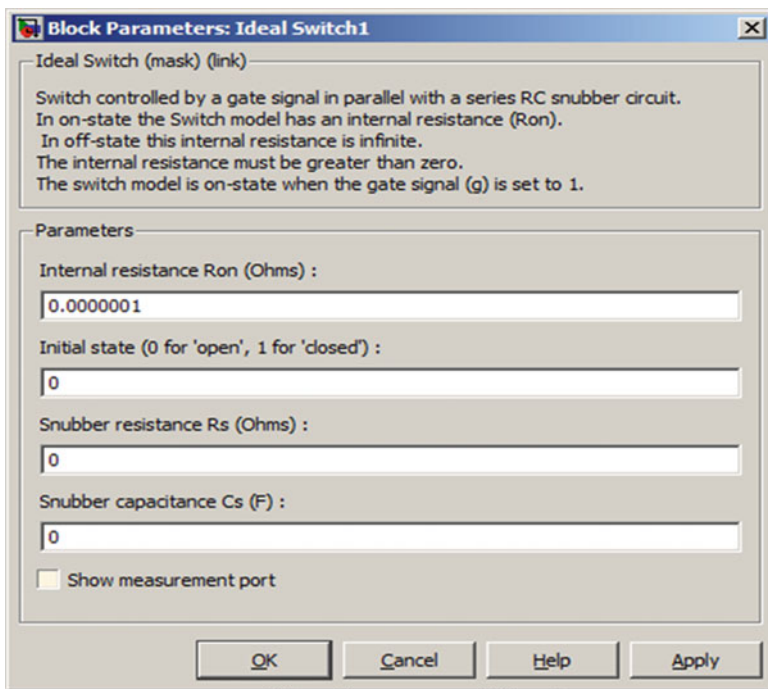 Block Parameters: Ideal Switch1
Ideal Switch (mask) (link)
Switch controlled by a gate signal in parallel with a series RC snubber circuit.
In on-state the Switch model has an internal resistance (Ron).
In off-state this internal resistance is infinite.
The internal resistance must be greater than zero.
The switch model is on-state when the gate signal (g) is set to 1.
Parameters
Internal resistance Ron (Ohms) :
0.0000001
Initial state (0 for 'open', 1 for 'closed') :
0
Snubber resistance Rs (Ohms) :
0
Snubber capacitance Cs (F) :
0
Show measurement port
OK Cancel Help Apply